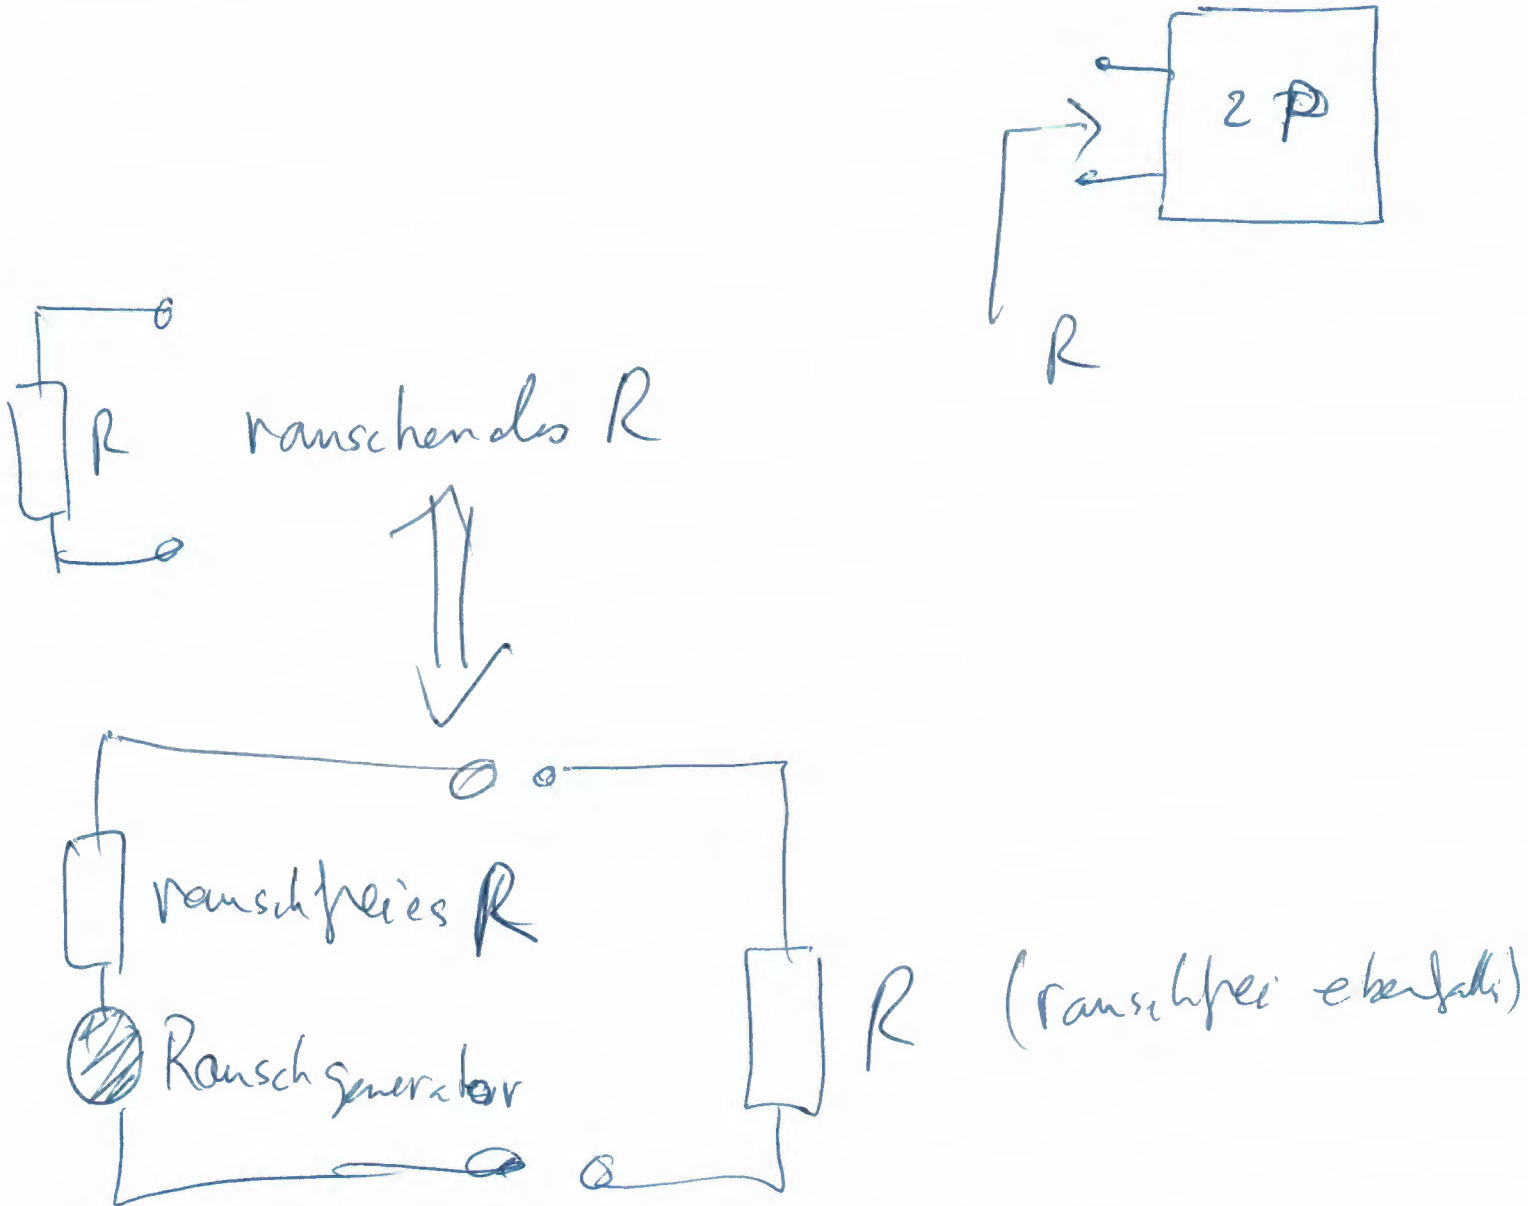 2 P
R
R rauschendes R
rauschfreies R
R (rauschfrei ebenfalls)
Rauschgenerator